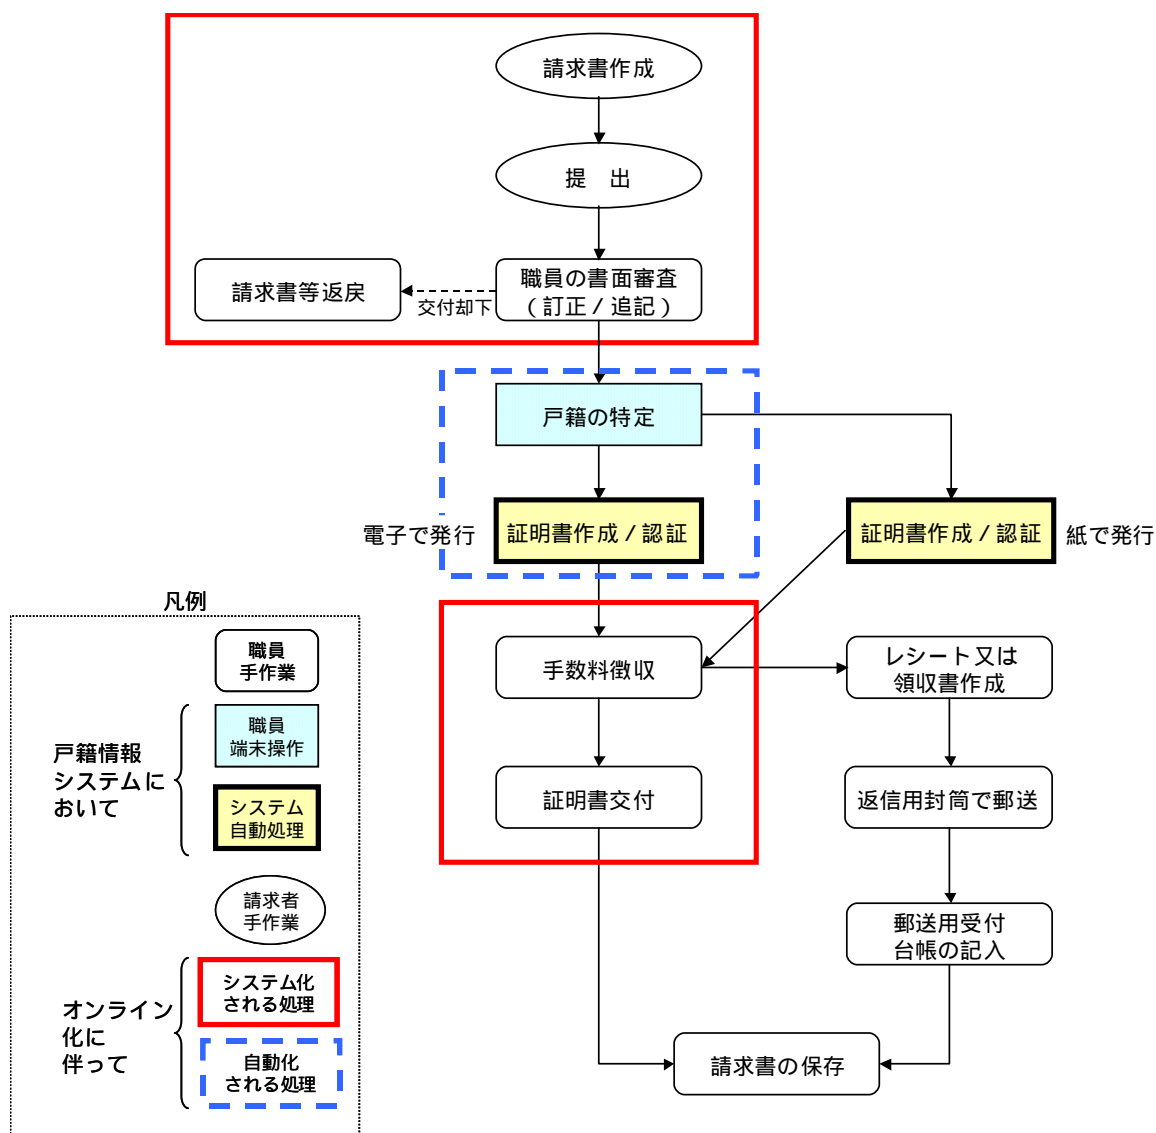 請求書作成
提　出
職員の書面審査
（訂正／追記）
請求書等返戻
交付却下
戸籍の特定
電子で発行
証明書作成／認証
証明書作成／認証
紙で発行
手数料徴収
レシート又は
領収書作成
証明書交付
返信用封筒で郵送
郵送用受付
台帳の記入
請求書の保存
凡例
職員
手作業
戸籍情報
システムに
おいて
職員
端末操作
システム
自動処理
請求者
手作業
オンライン
化に
伴って
システム化
される処理
自動化
される処理